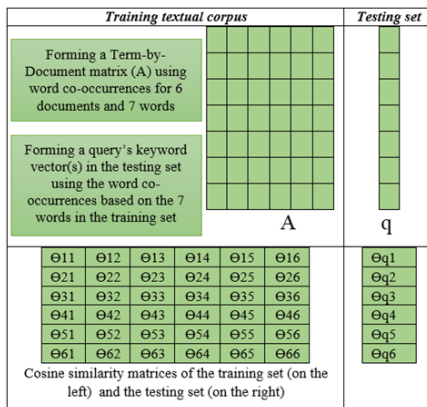 Training textual corpus
Testing set
Forming a Term-by-
Document matrix (A) using
word co-occurrences for 6
documents and 7 words
Forming a query's keyword
vector(s) in the testing set
using the word co-
occurrences based on the 7
words in the training set
A
q
ϴ11 ϴ12 ϴ13 ϴ14 ϴ15 ϴ16
ϴ21 ϴ22 ϴ23 ϴ24 ϴ25 ϴ26
ϴ31 ϴ32 ϴ33 ϴ34 ϴ35 ϴ36
ϴ41 ϴ42 ϴ43 ϴ44 ϴ45 ϴ46
ϴ51 ϴ52 ϴ53 ϴ54 ϴ55 ϴ56
ϴ61 ϴ62 ϴ63 ϴ64 ϴ65 ϴ66
ϴq1
ϴq2
ϴq3
ϴq4
ϴq5
ϴq6
Cosine similarity matrices of the training set (on the
left) and the testing set (on the right)